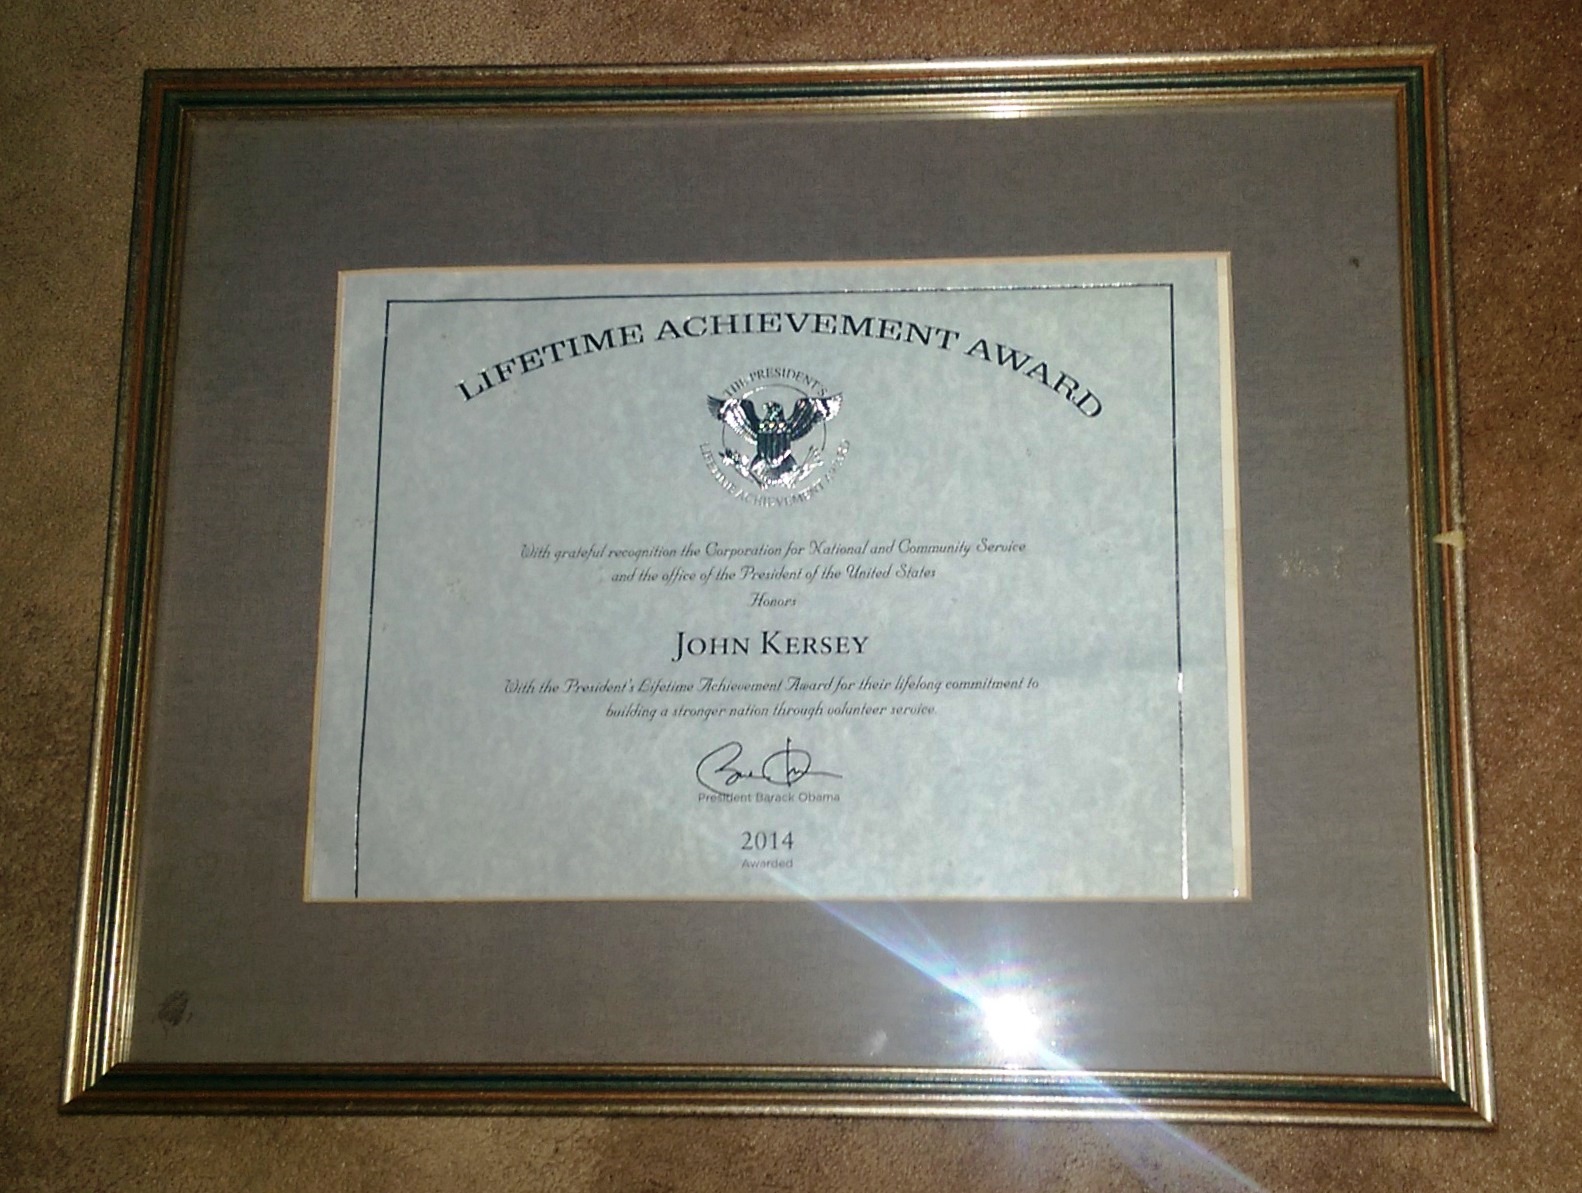 LIFETIME ACHIEVEMENT AWARD
THE PRESIDENT'S
LIFETIME ACHIEVEMENT AWARD
With grateful recognition the Corporation for National and Community Service
and the office of the President of the United States
Honors
JOHN KERSEY
With the President's Lifetime Achievement Award for their lifelong commitment to
building a stronger nation through volunteer service.
President Barack Obama
2014
Awarded